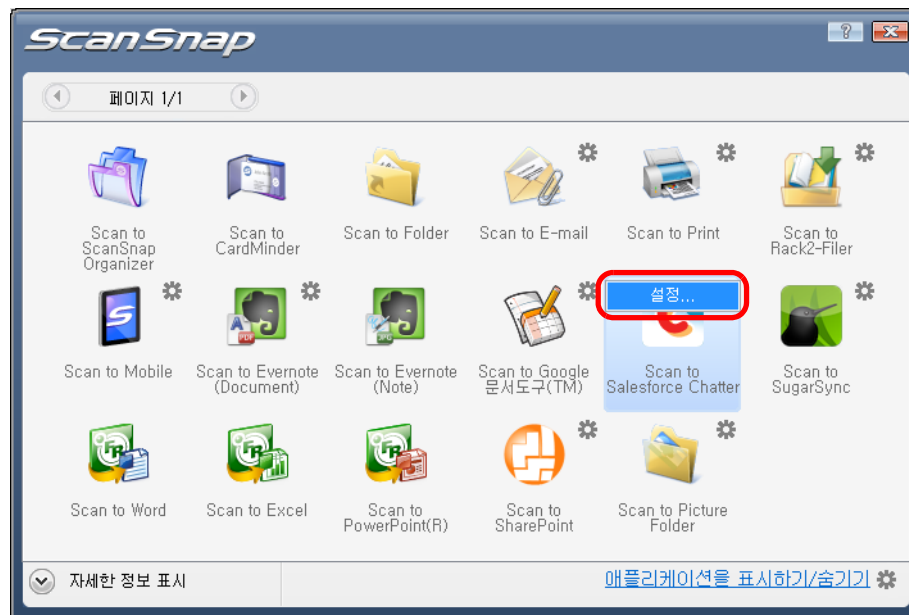 ScanSnap
페이지 1/1
Scan to
ScanSnap
Organizer
Scan to
CardMinder
Scan to Folder
Scan to E-mail
Scan to Print
Scan to
Rack2-Filer
설정...
Scan to Mobile
Scan to Evernote
(Document)
Scan to Evernote
(Note)
Scan to Google
문서도구(TM)
Scan to
Salesforce Chatter
Scan to
SugarSync
Scan to Word
Scan to Excel
Scan to
PowerPoint(R)
Scan to
SharePoint
Scan to Picture
Folder
자세한 정보 표시
애플리케이션을 표시하기/숨기기